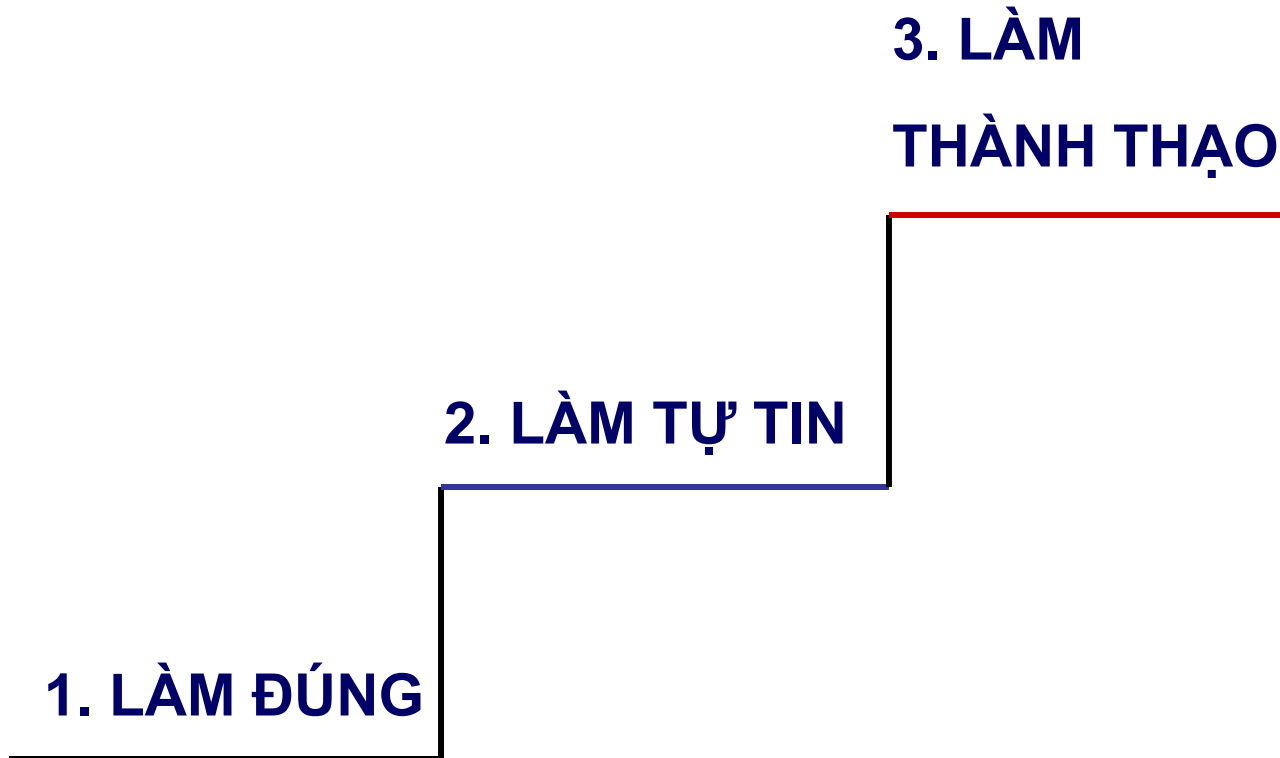 3. LÀM
THÀNH THẠO
2. LÀM TỰ TIN
1. LÀM ĐÚNG